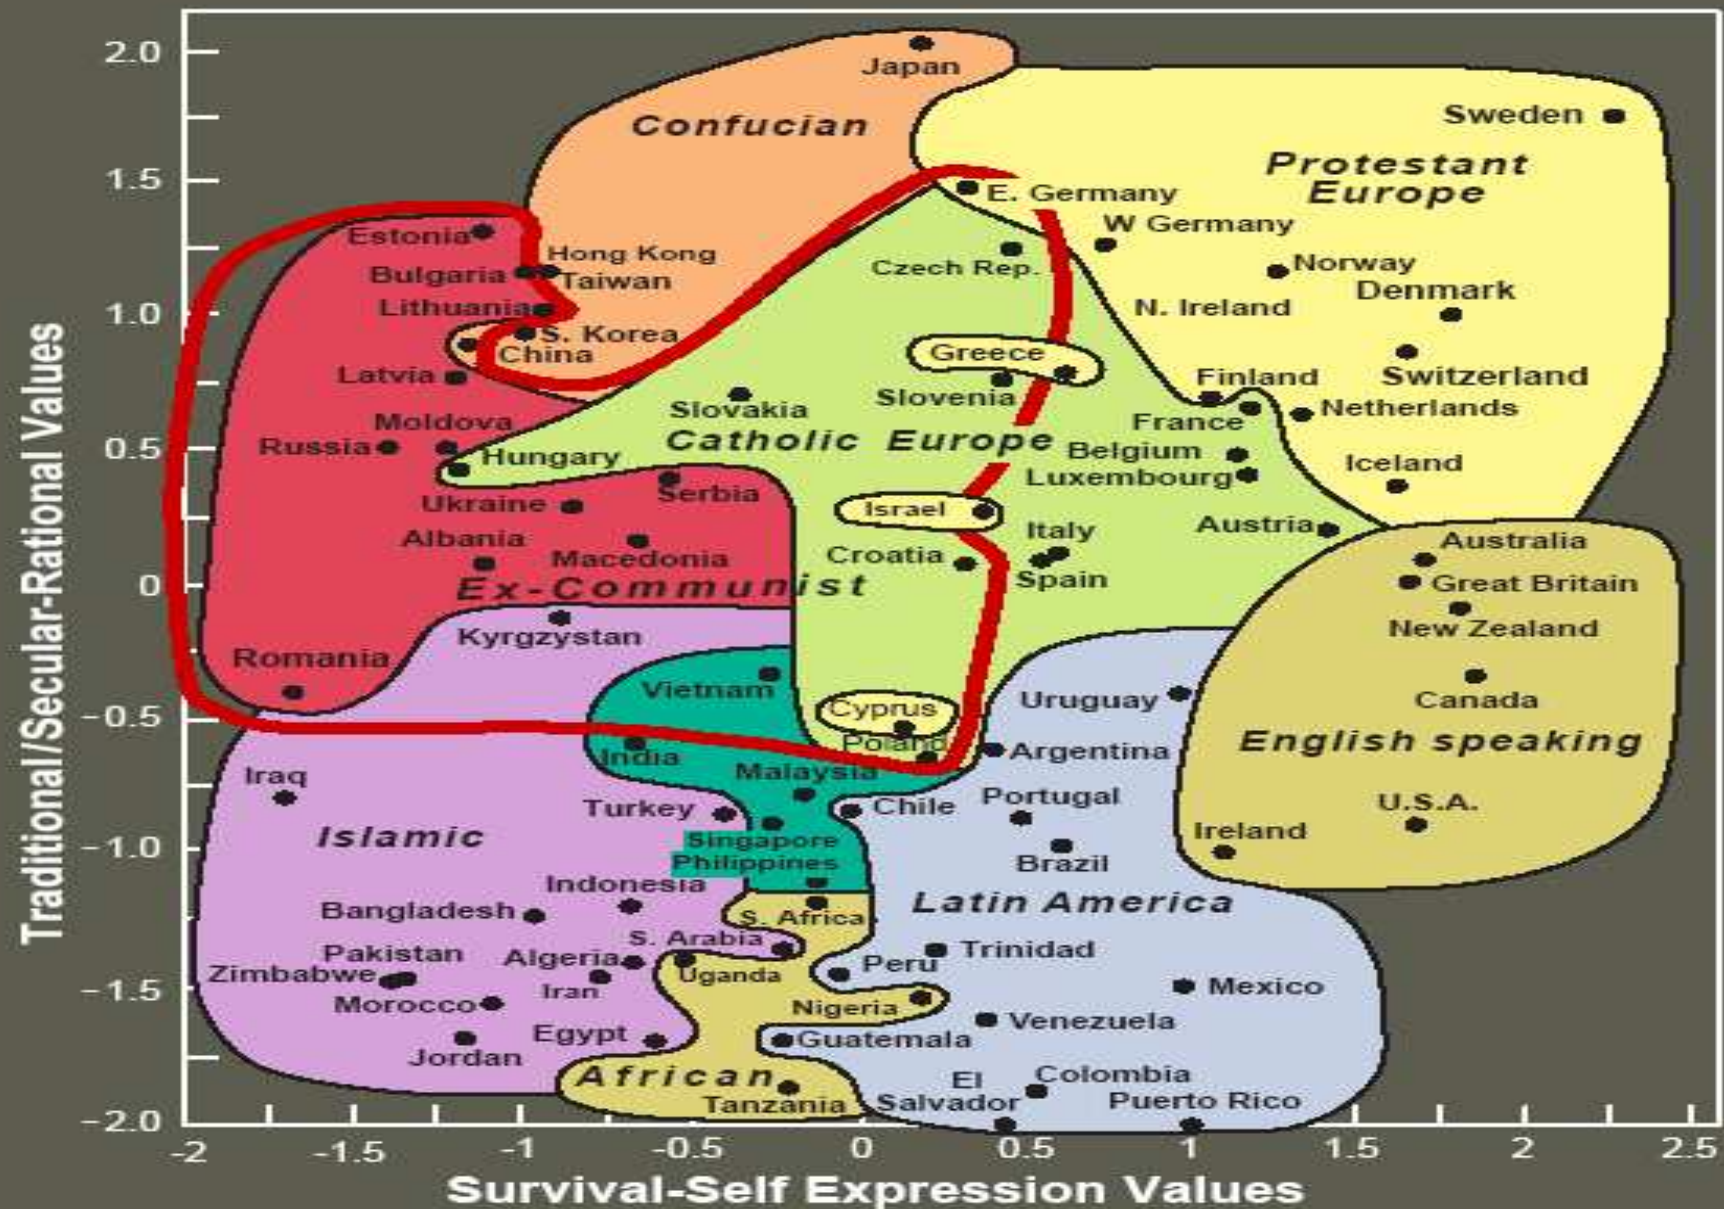 Traditional/Secular-Rational Values
2.0
1.5
1.0
0.5
0
-0.5
-1.0
-1.5
-2.0
Japan
Confucian
Sweden
Protestant
Europe
E. Germany
W Germany
Estonia
Hong Kong
Bulgaria
Taiwan
Czech Rep.
Norway
Denmark
Lithuania
N. Ireland
S. Korea
China
Greece
Latvia
Slovenia
Finland
Switzerland
Slovakia
France
Netherlands
Moldova
Catholic Europe
Russia
Hungary
Belgium
Luxembourg
Iceland
Ukraine
Serbia
Israel
Austria
Albania
Macedonia
Croatia
Italy
Spain
Australia
Great Britain
Ex-Communist
New Zealand
Kyrgzystan
Romania
Vietnam
Cyprus
Uruguay
Canada
Poland
English speaking
India
Argentina
Iraq
Malaysia
Turkey
Chile
Portugal
U.S.A.
Islamic
Singapore
Philippines
Brazil
Ireland
Indonesia
Latin America
Bangladesh
S. Africa
S. Arabia
Trinidad
Pakistan
Algeria
Peru
Zimbabwe
Iran
Uganda
Mexico
Morocco
Nigeria
Venezuela
Egypt
Guatemala
Jordan
African
El
Salvador
Colombia
Tanzania
Puerto Rico
-2 -1.5 -1 -0.5 0 0.5 1 1.5 2 2.5
Survival-Self Expression Values